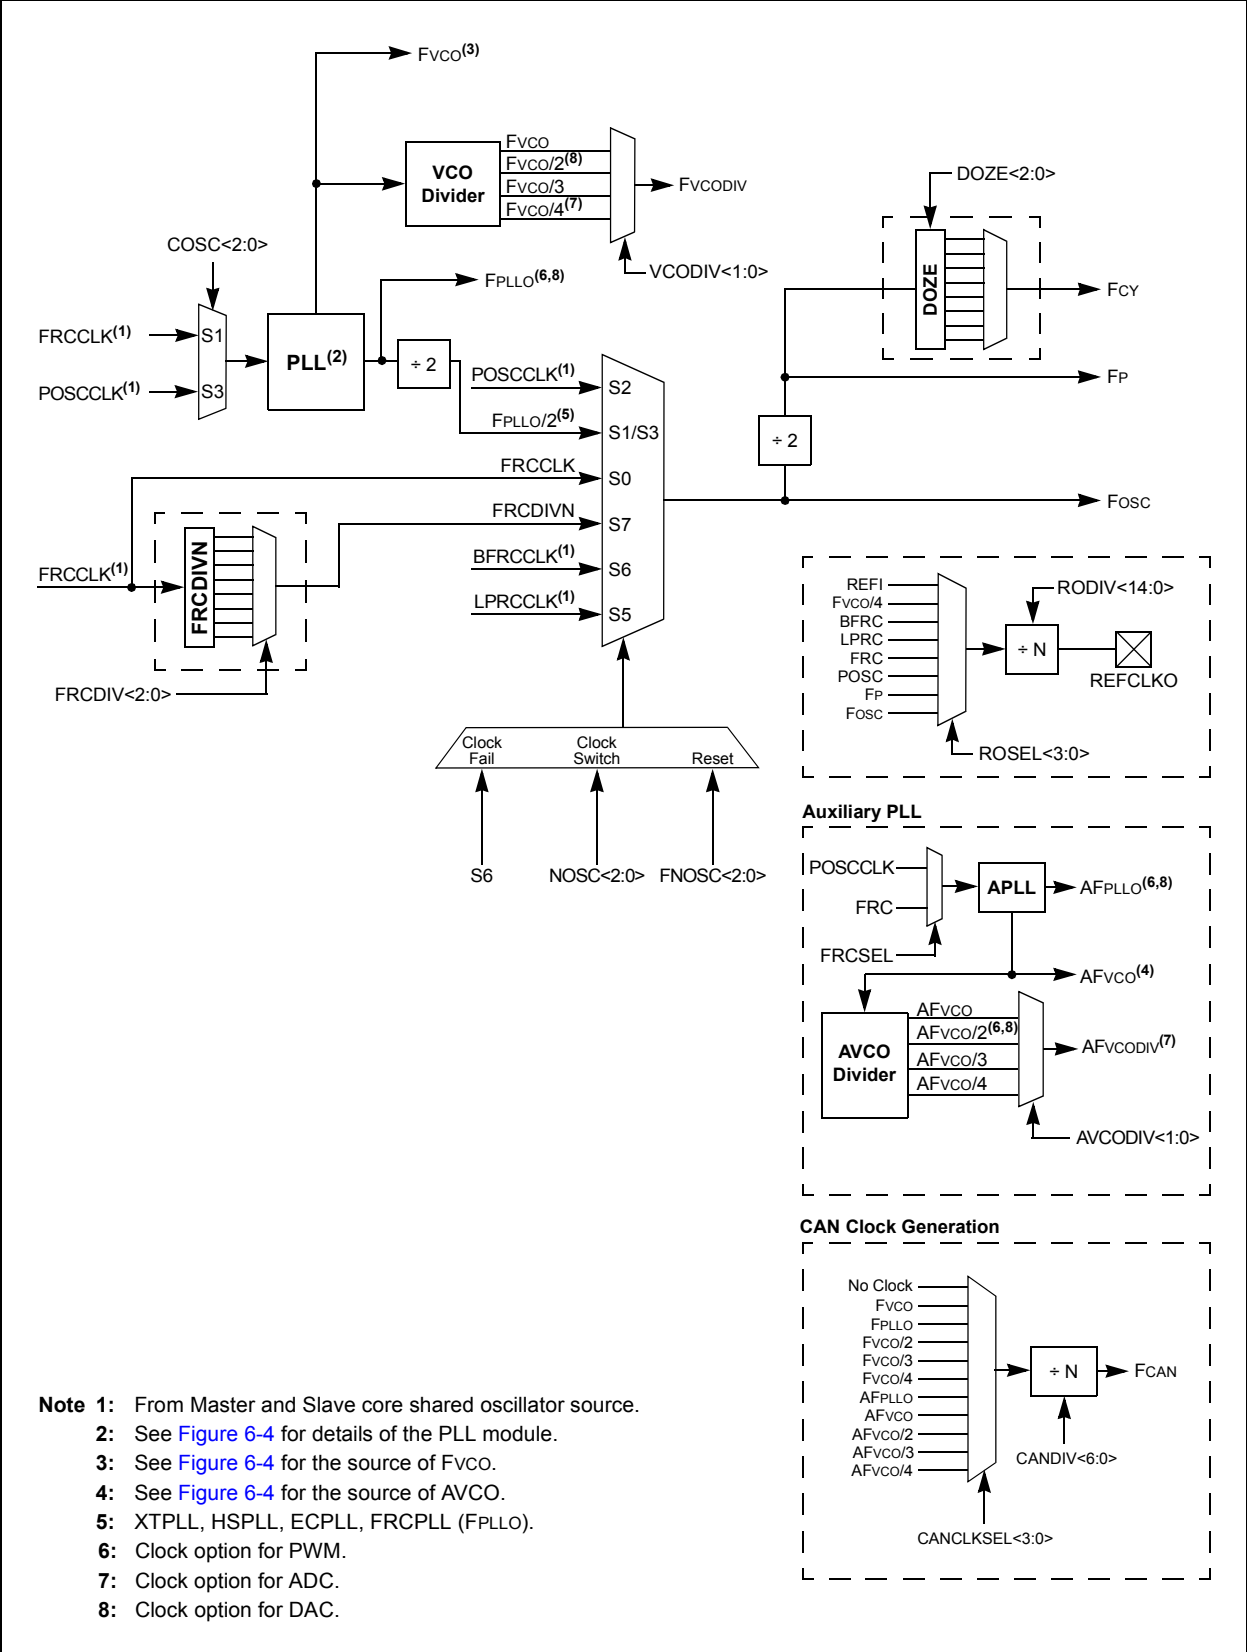 FVCO(3)
VCO
Divider
FVCO
FVCO/2(8)
FVCO/3
FVCO/4(7)
FVCODIV
VCODIV<1:0>
DOZE<2:0>
DOZE
FCY
FP
÷ 2
FOSC
COSC<2:0>
FRCCLK(1)
S1
POSCCLK(1)
S3
PLL(2)
FPLLO(6,8)
÷ 2
POSCCLK(1)
S2
FPLLO/2(5)
S1/S3
FRCCLK
S0
FRCDIVN
S7
BFRCCLK(1)
S6
LPRCCLK(1)
S5
FRCCLK(1)
FRCDIVN
FRCDIV<2:0>
Clock
Fail
Clock
Switch
Reset
S6
NOSC<2:0>
FNOSC<2:0>
REFI
FVCO/4
BFRC
LPRC
FRC
POSC
FP
FOSC
RODIV<14:0>
÷ N
REFCLKO
ROSEL<3:0>
Auxiliary PLL
POSCCLK
FRC
FRCSEL
APLL
AFPLLO(6,8)
AFVCO(4)
AVCO
Divider
AFVCO
AFVCO/2(6,8)
AFVCO/3
AFVCO/4
AFVCODIV(7)
AVCODIV<1:0>
CAN Clock Generation
No Clock
FVCO
FPLLO
FVCO/2
FVCO/3
FVCO/4
AFPLLO
AFVCO
AFVCO/2
AFVCO/3
AFVCO/4
÷ N
FCAN
CANDIV<6:0>
CANCLKSEL<3:0>
Note 1: From Master and Slave core shared oscillator source.
2: See Figure 6-4 for details of the PLL module.
3: See Figure 6-4 for the source of FVCO.
4: See Figure 6-4 for the source of AVCO.
5: XTPLL, HSPLL, ECPLL, FRCPLL (FPLLO).
6: Clock option for PWM.
7: Clock option for ADC.
8: Clock option for DAC.